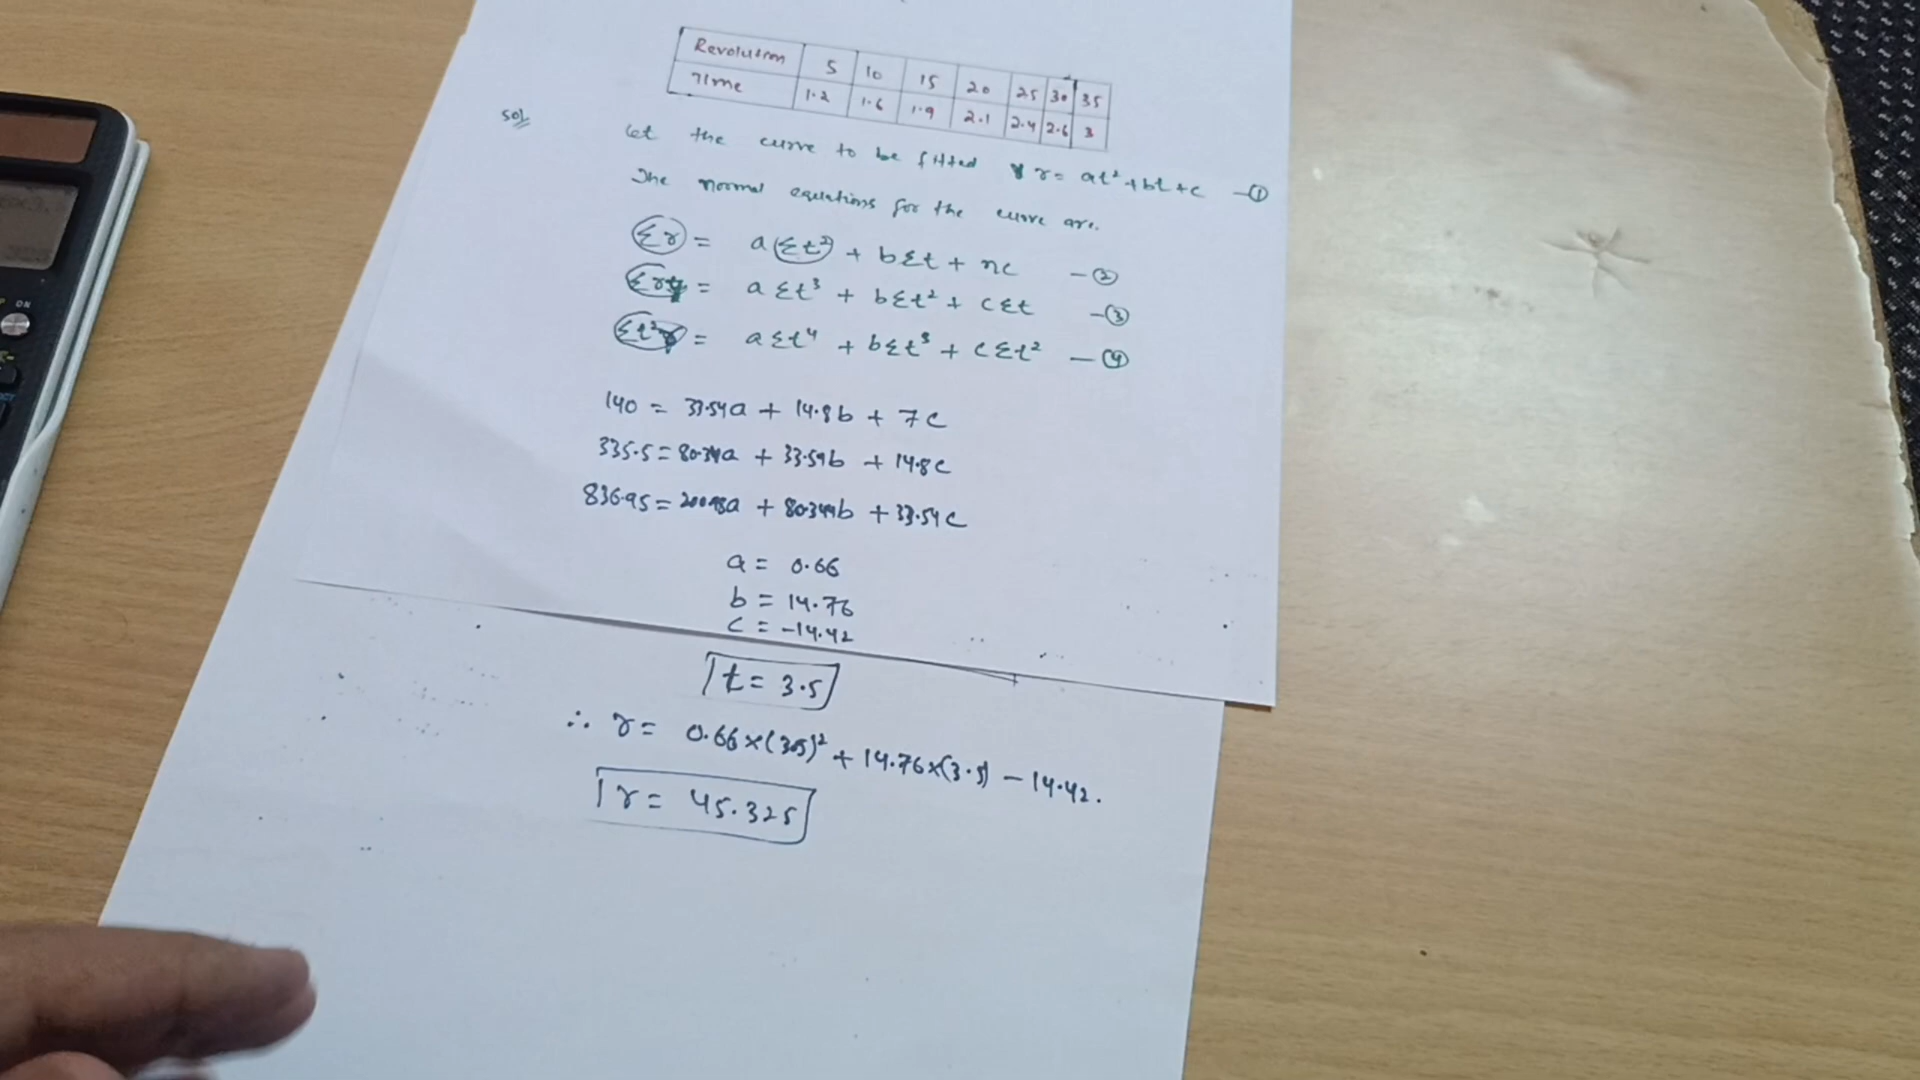 Revolution 5 10 15 20 25 30 35
Time 1.2 1.6 1.9 2.1 2.4 2.6 3
Sol
Let the curve to be fitted r = at² + bt + c —①
The normal equations for the curve are.
Σr = aΣt² + bΣt + nc —②
Σrt = aΣt³ + bΣt² + cΣt —③
Σt²r = aΣt⁴ + bΣt³ + cΣt² —④
140 = 33.54a + 14.8b + 7c
335.5 = 80.344a + 33.54b + 14.8c
836.95 = 200.98a + 80.344b + 33.54c
a = 0.66
b = 14.76
c = -14.42
t = 3.5
∴ r = 0.66×(3.5)² + 14.76×(3.5) - 14.42.
r = 45.325
ON